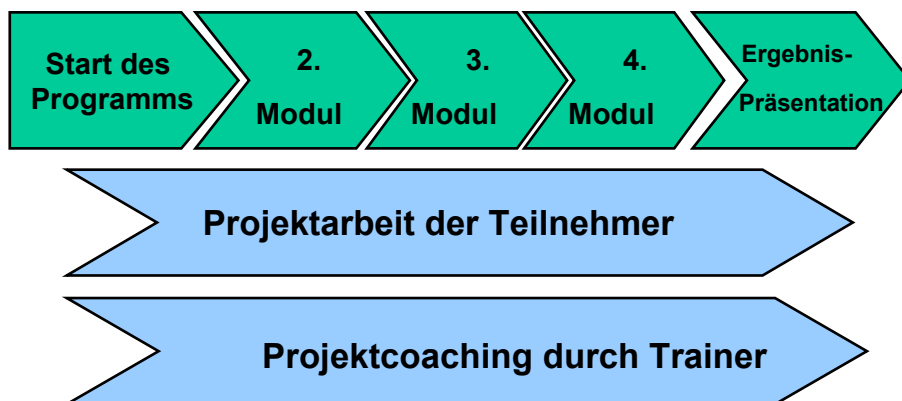 Start des
Programms
2.
Modul
3.
Modul
4.
Modul
Ergebnis-
Präsentation
Projektarbeit der Teilnehmer
Projektcoaching durch Trainer